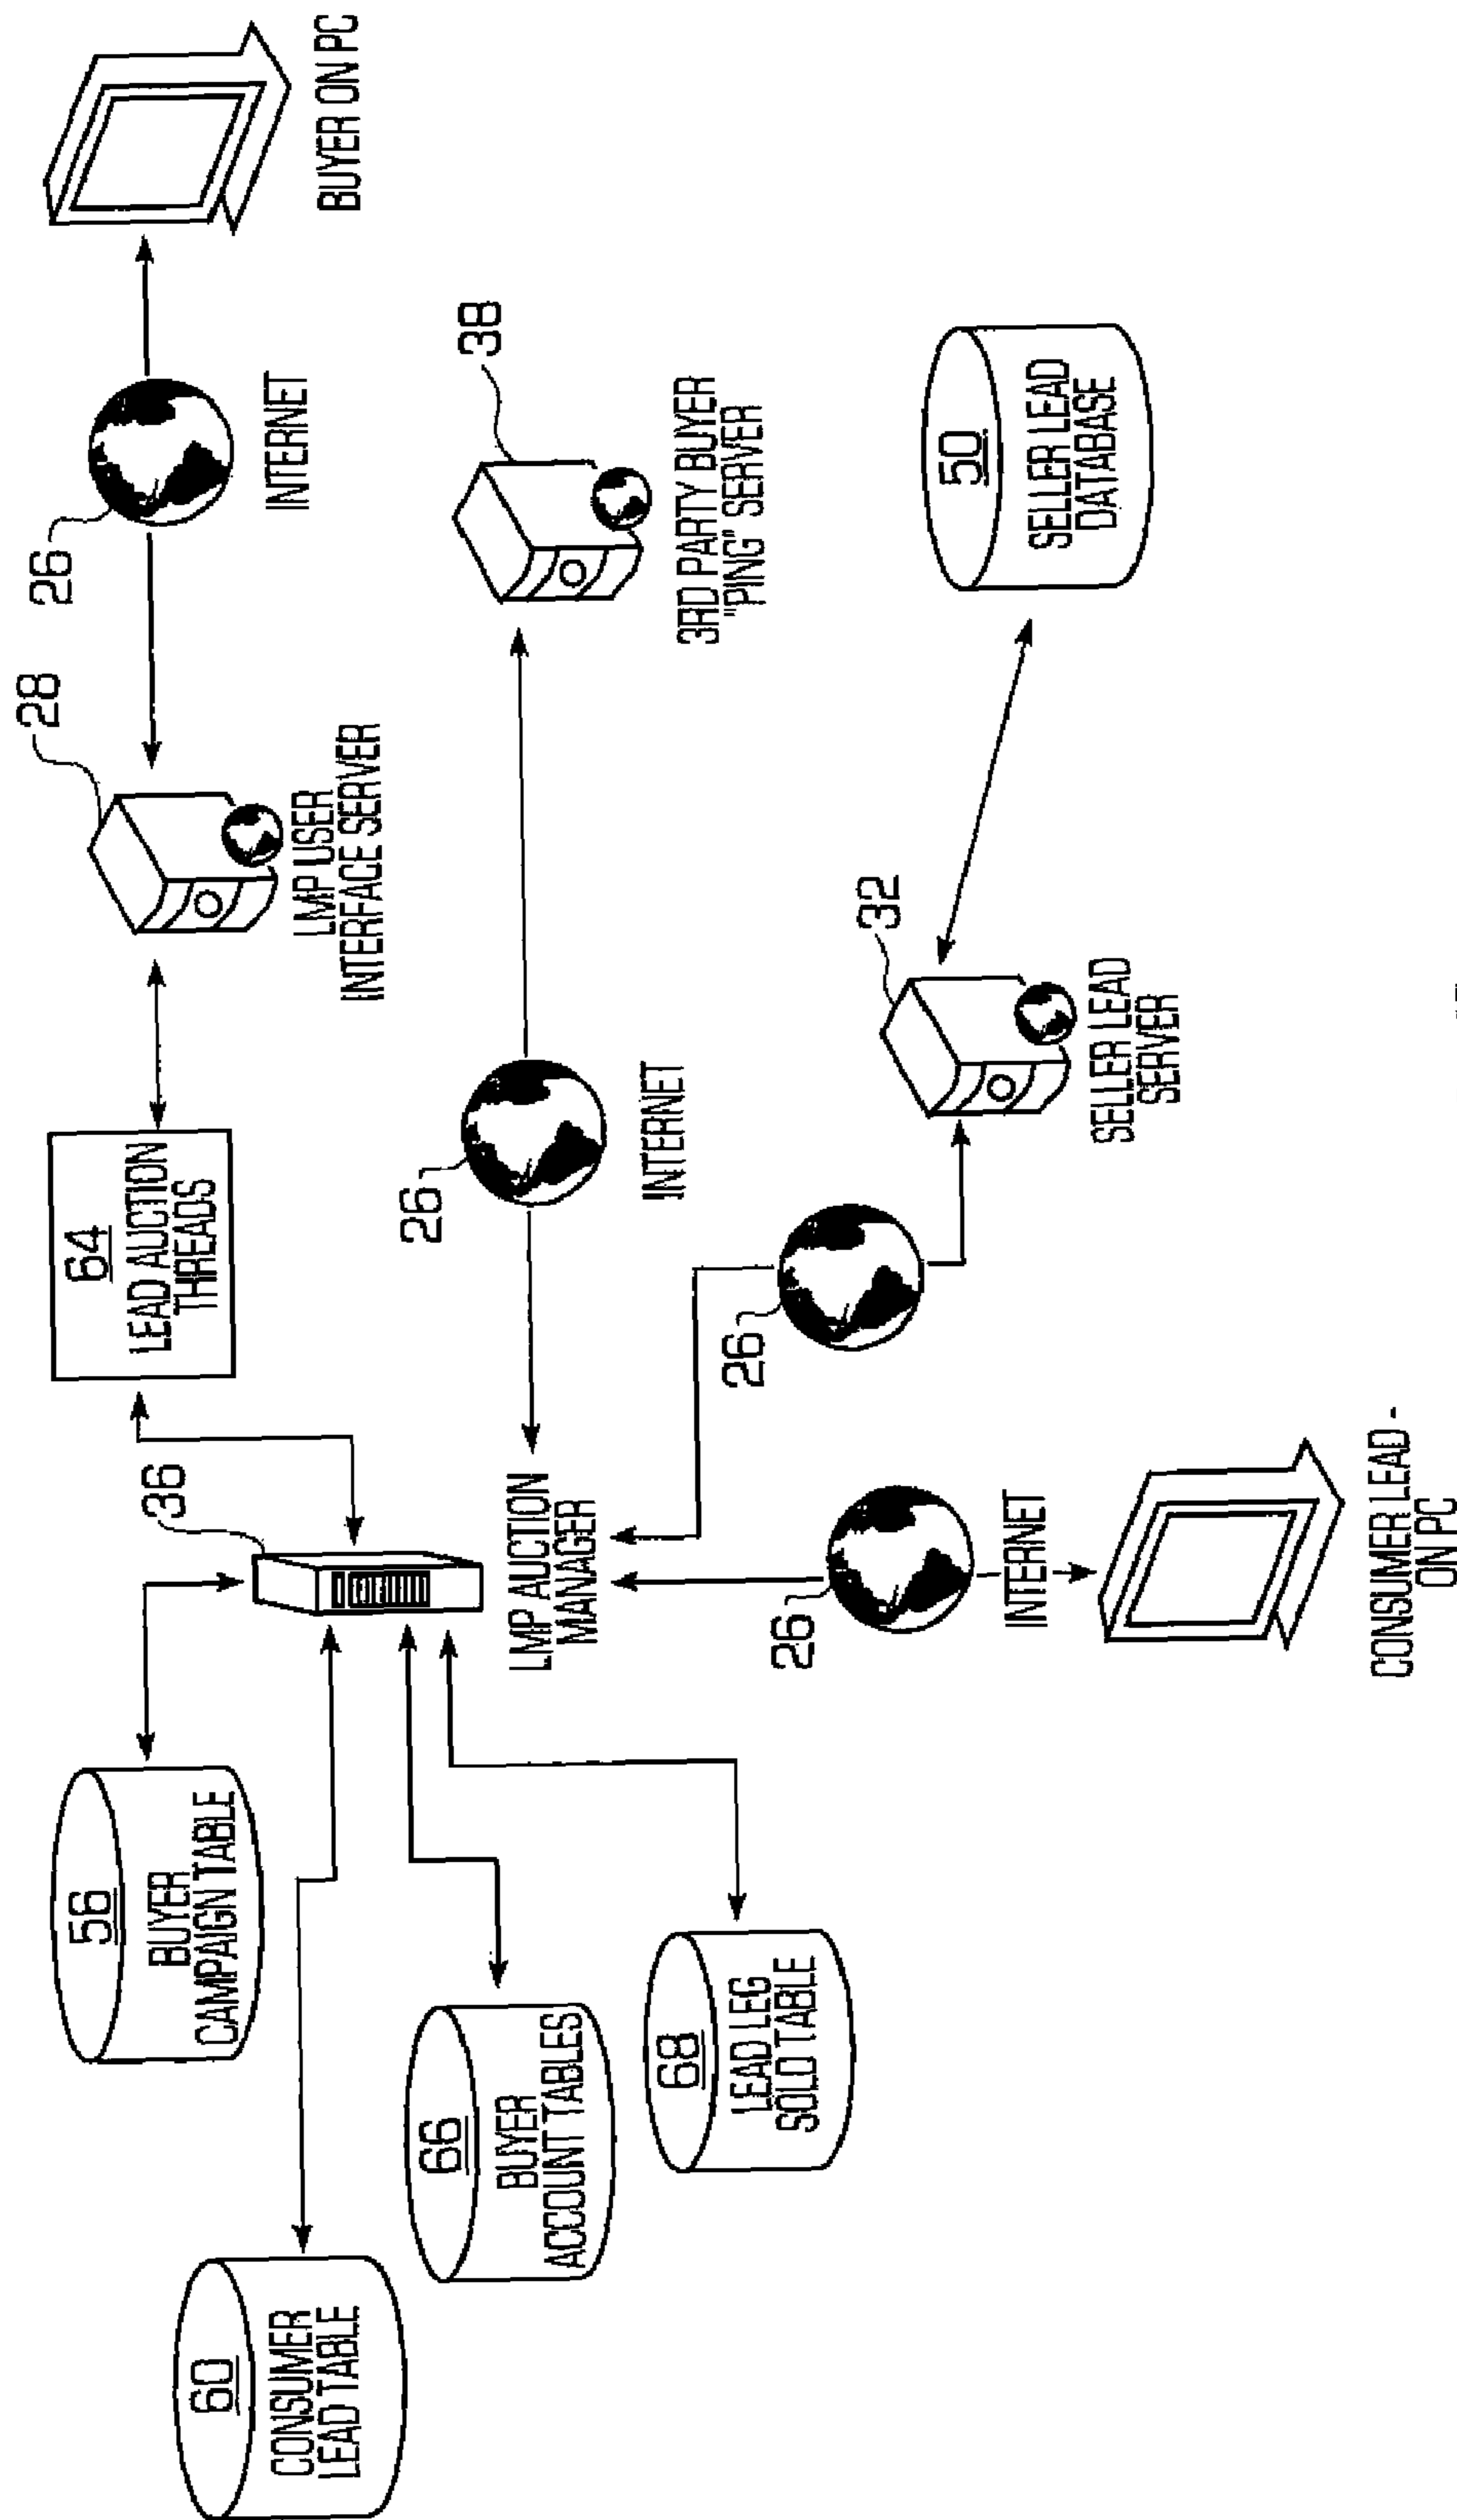 56
BUYER
CAMPAIGN TABLE
64
LEAD AUCTION
THREADS
28
LMP USER
INTERFACE SERVER
26
INTERNET
BUYER ON PC
60
CONSUMER
LEAD TABLE
36
LMP AUCTION
MANAGER
26
INTERNET
38
3RD PARTY BUYER
"PING" SERVER
66
BUYER
ACCOUNT TABLES
68
LEAD LEG
SOLD TABLE
26
INTERNET
26
32
SELLER LEAD
SERVER
50
SELLER LEAD
DATABASE
CONSUMER LEAD -
ON PC